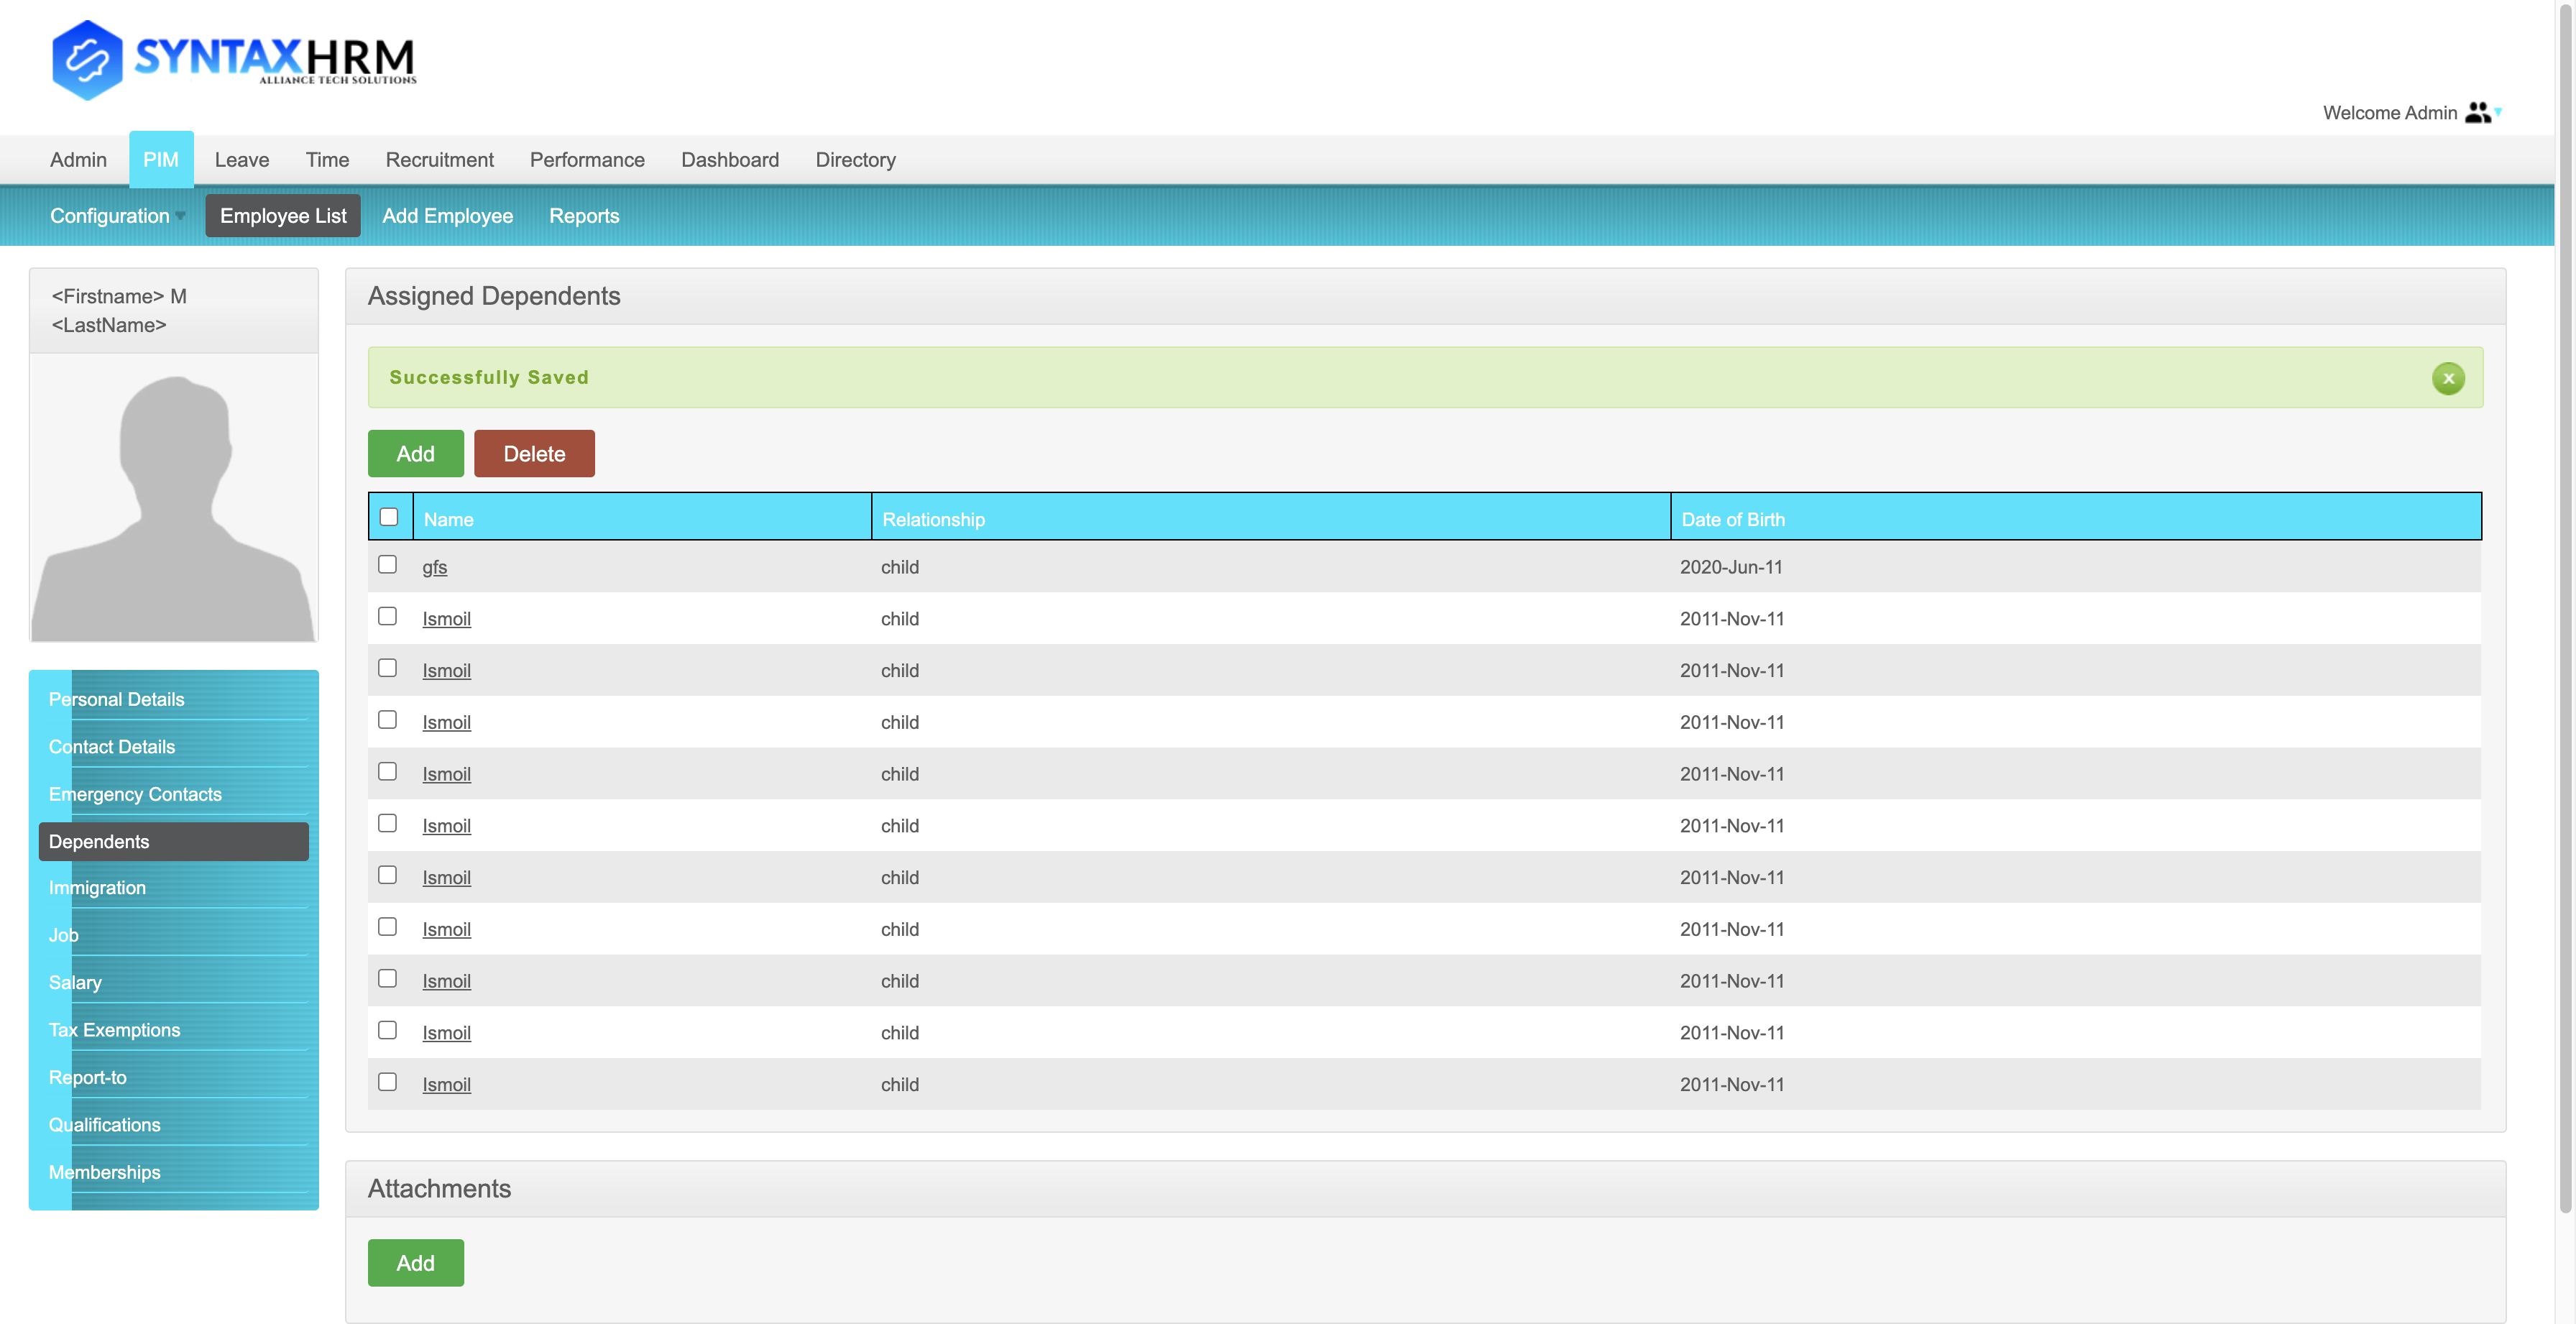 SYNTAXHRM
ALLIANCE TECH SOLUTIONS
Welcome Admin
Admin PIM Leave Time Recruitment Performance Dashboard Directory
Configuration Employee List Add Employee Reports
<Firstname> M
<LastName>
Personal Details
Contact Details
Emergency Contacts
Dependents
Immigration
Job
Salary
Tax Exemptions
Report-to
Qualifications
Memberships
Assigned Dependents
Successfully Saved x
Add Delete
Name Relationship Date of Birth
gfs child 2020-Jun-11
Ismoil child 2011-Nov-11
Ismoil child 2011-Nov-11
Ismoil child 2011-Nov-11
Ismoil child 2011-Nov-11
Ismoil child 2011-Nov-11
Ismoil child 2011-Nov-11
Ismoil child 2011-Nov-11
Ismoil child 2011-Nov-11
Ismoil child 2011-Nov-11
Ismoil child 2011-Nov-11
Attachments
Add